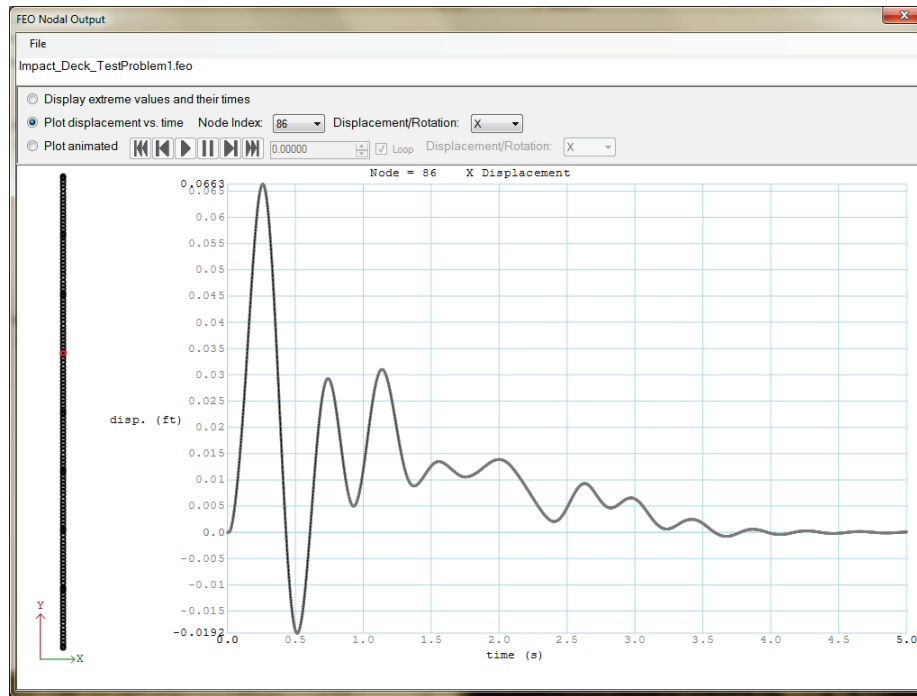 FEO Nodal Output
x
File
Impact_Deck_TestProblem1.feo
Display extreme values and their times
Plot displacement vs. time Node Index: 86 Displacement/Rotation: X
Plot animated 0.00000 Loop Displacement/Rotation: X
Node = 86 X Displacement
0.0663
0.065
0.06
0.055
0.05
0.045
0.04
0.035
0.03
0.025
disp. (ft)
0.02
0.015
0.01
0.005
0.0
-0.005
-0.01
-0.015
-0.0192
0.0 0.5 1.0 1.5 2.0 2.5 3.0 3.5 4.0 4.5 5.0
time (s)
Y
X